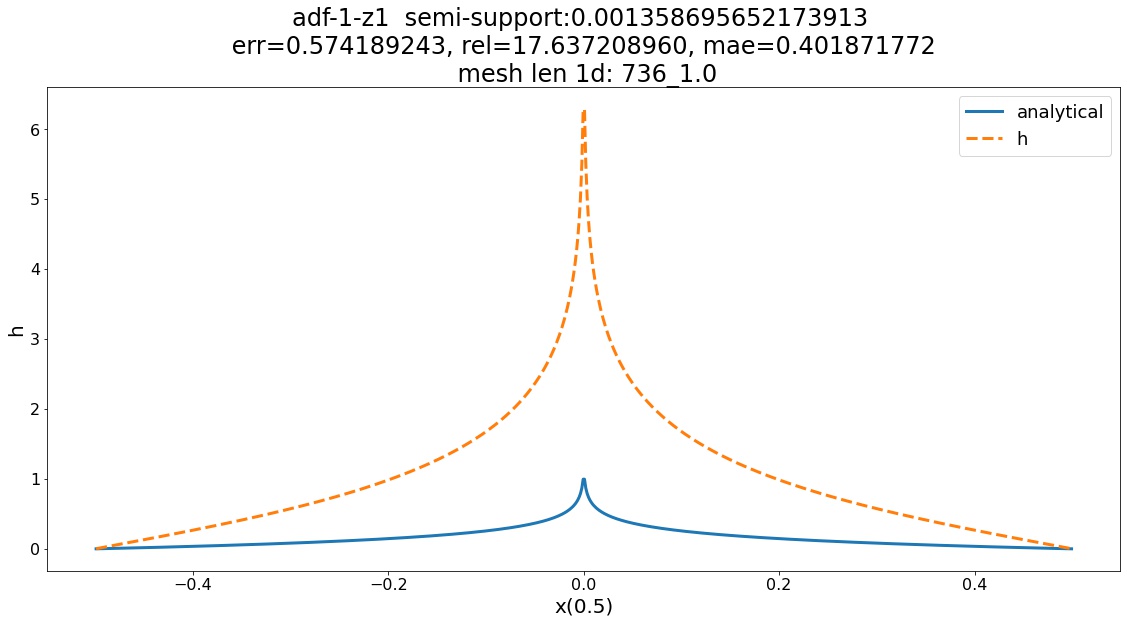 adf-1-z1  semi-support:0.001358695652173913
err=0.574189243, rel=17.637208960, mae=0.401871772
mesh len 1d: 736_1.0
analytical
h
6
5
4
3
2
1
0
h
−0.4
−0.2
0.0
0.2
0.4
x(0.5)